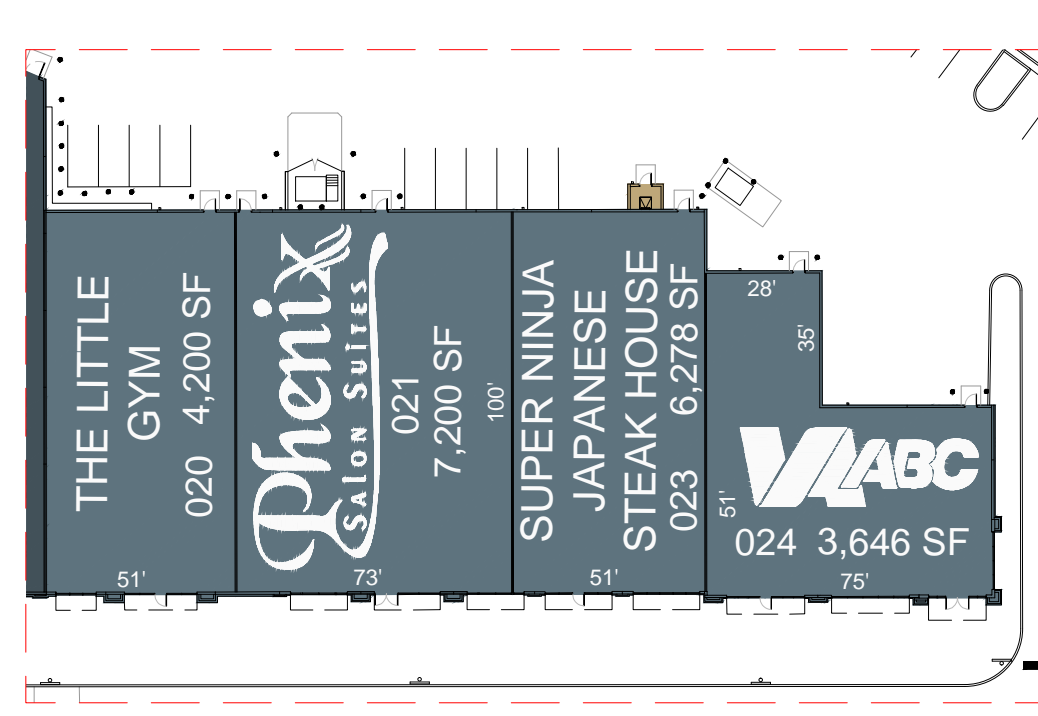 THE LITTLE
GYM
020 4,200 SF
51'
Phenix
Salon Suites
021
7,200 SF
100'
73'
SUPER NINJA
JAPANESE
STEAK HOUSE
023 6,278 SF
51'
28'
35'
51'
VA ABC
024 3,646 SF
75'